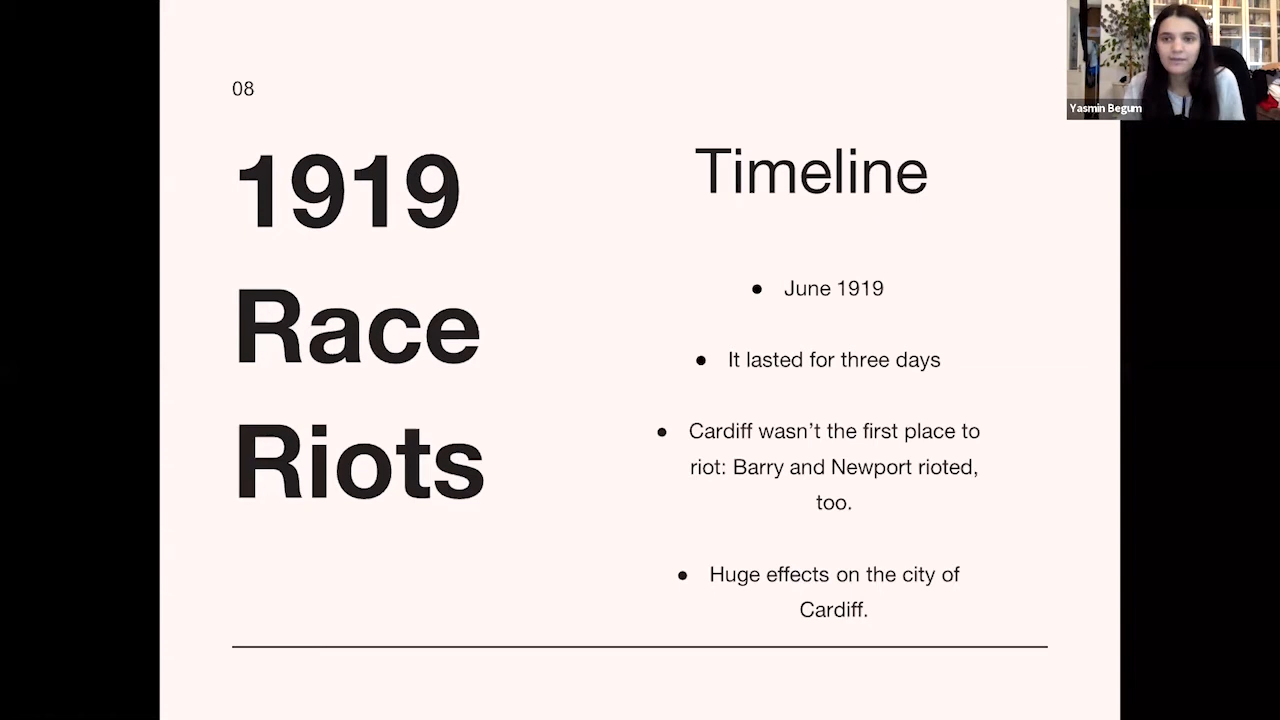 08
1919
Race
Riots
Timeline
● June 1919
● It lasted for three days
● Cardiff wasn’t the first place to
riot: Barry and Newport rioted,
too.
● Huge effects on the city of
Cardiff.
Yasmin Begum